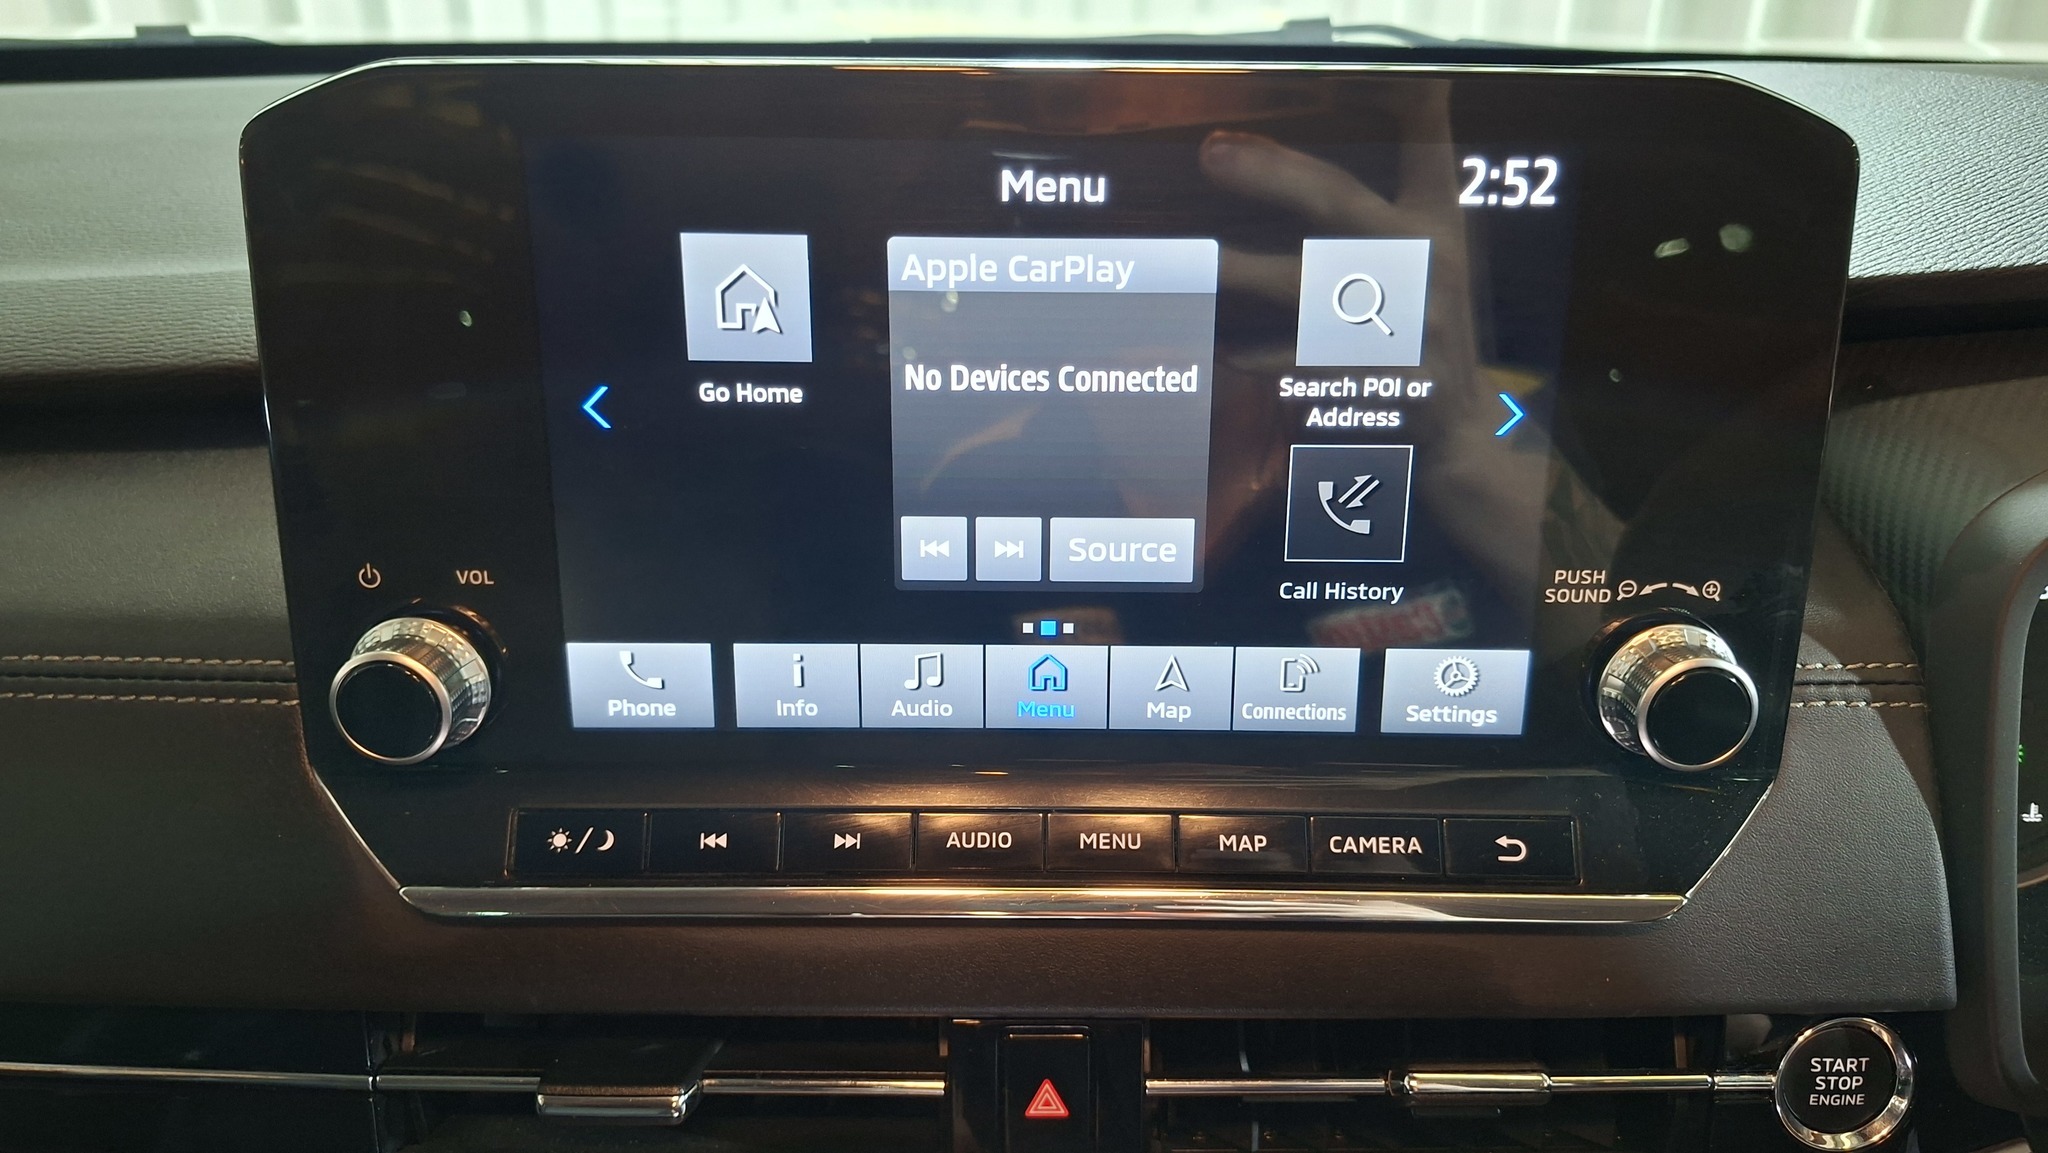 Menu
2:52
Go Home
Apple CarPlay
No Devices Connected
Source
Search POI or
Address
Call History
VOL
PUSH
SOUND
Phone
Info
Audio
Menu
Map
Connections
Settings
AUDIO
MENU
MAP
CAMERA
START
STOP
ENGINE